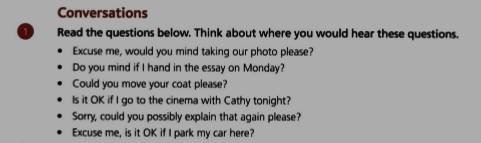 Conversations
1 Read the questions below. Think about where you would hear these questions.
• Excuse me, would you mind taking our photo please?
• Do you mind if I hand in the essay on Monday?
• Could you move your coat please?
• Is it OK if I go to the cinema with Cathy tonight?
• Sorry, could you possibly explain that again please?
• Excuse me, is it OK if I park my car here?